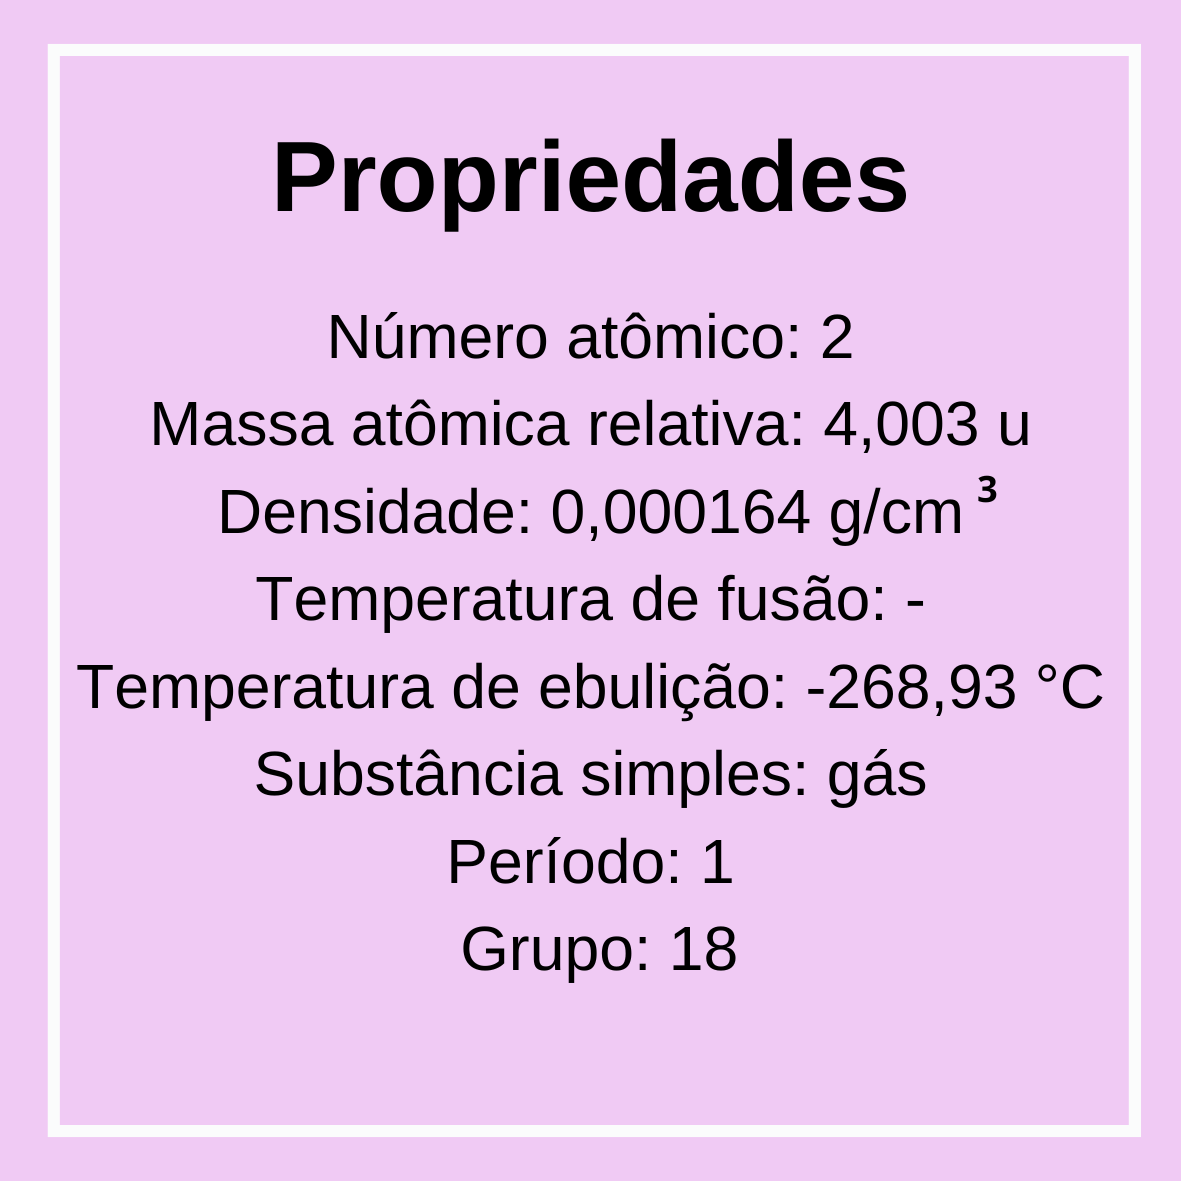 Propriedades
Número atômico: 2
Massa atômica relativa: 4,003 u
Densidade: 0,000164 g/cm ³
Temperatura de fusão: -
Temperatura de ebulição: -268,93 °C
Substância simples: gás
Período: 1
Grupo: 18